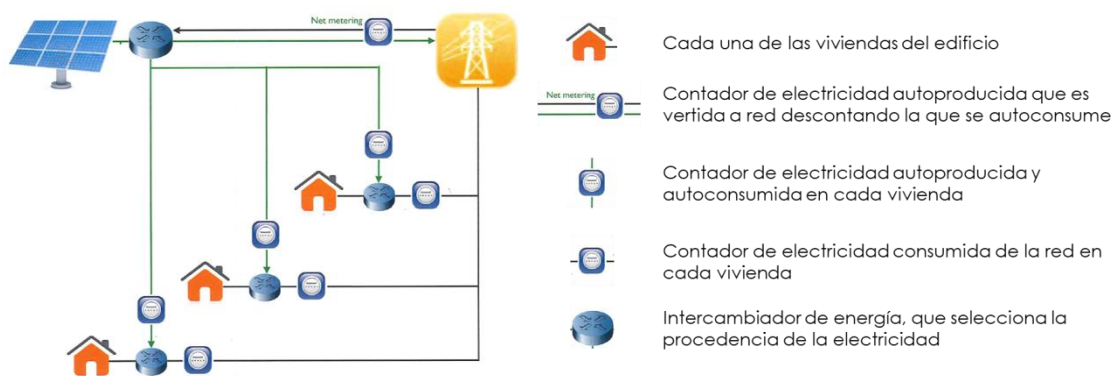 Net metering
Cada una de las viviendas del edificio
Net metering
Contador de electricidad autoproducida que es
vertida a red descontando la que se autoconsume
Contador de electricidad autoproducida y
autoconsumida en cada vivienda
Contador de electricidad consumida de la red en
cada vivienda
Intercambiador de energía, que selecciona la
procedencia de la electricidad